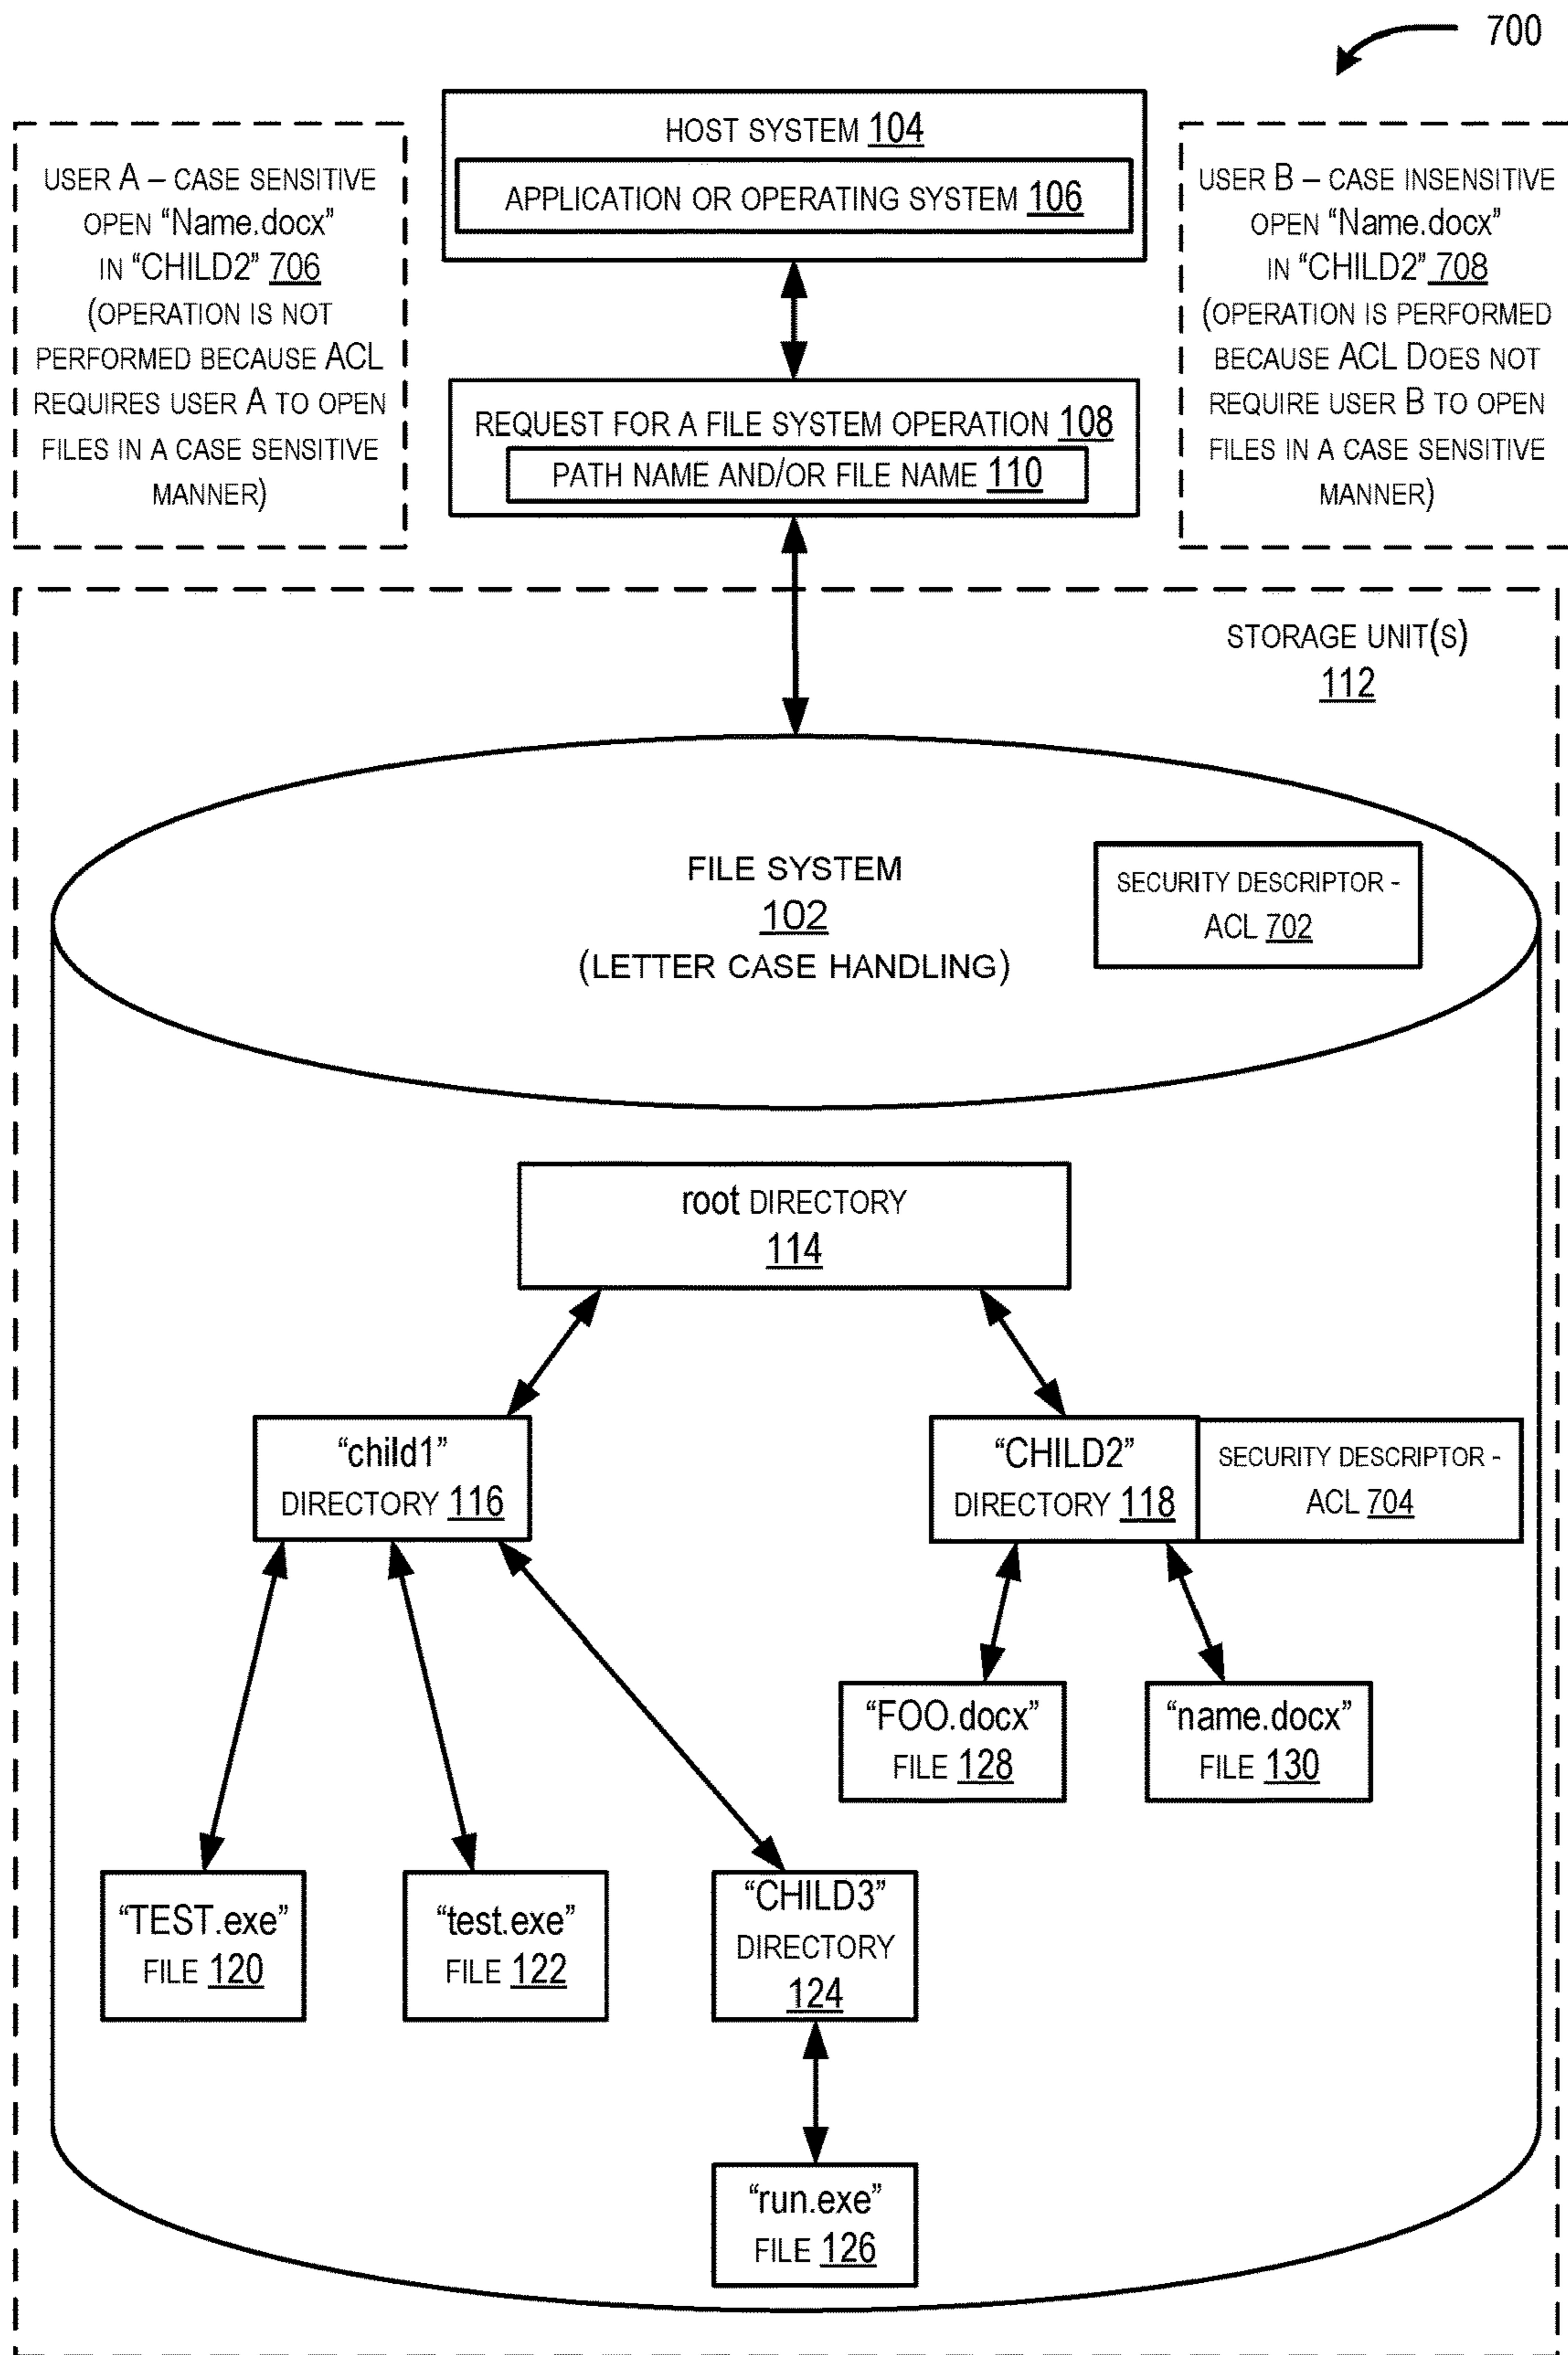 700
HOST SYSTEM 104
APPLICATION OR OPERATING SYSTEM 106
USER A – CASE SENSITIVE
OPEN “Name.docx”
IN “CHILD2” 706
(OPERATION IS NOT
PERFORMED BECAUSE ACL
REQUIRES USER A TO OPEN
FILES IN A CASE SENSITIVE
MANNER)
USER B – CASE INSENSITIVE
OPEN “Name.docx”
IN “CHILD2” 708
(OPERATION IS PERFORMED
BECAUSE ACL DOES NOT
REQUIRE USER B TO OPEN
FILES IN A CASE SENSITIVE
MANNER)
REQUEST FOR A FILE SYSTEM OPERATION 108
PATH NAME AND/OR FILE NAME 110
STORAGE UNIT(S)
112
FILE SYSTEM
102
(LETTER CASE HANDLING)
SECURITY DESCRIPTOR -
ACL 702
root DIRECTORY
114
“child1”
DIRECTORY 116
“CHILD2”
DIRECTORY 118
SECURITY DESCRIPTOR -
ACL 704
“FOO.docx”
FILE 128
“name.docx”
FILE 130
“TEST.exe”
FILE 120
“test.exe”
FILE 122
“CHILD3”
DIRECTORY
124
“run.exe”
FILE 126